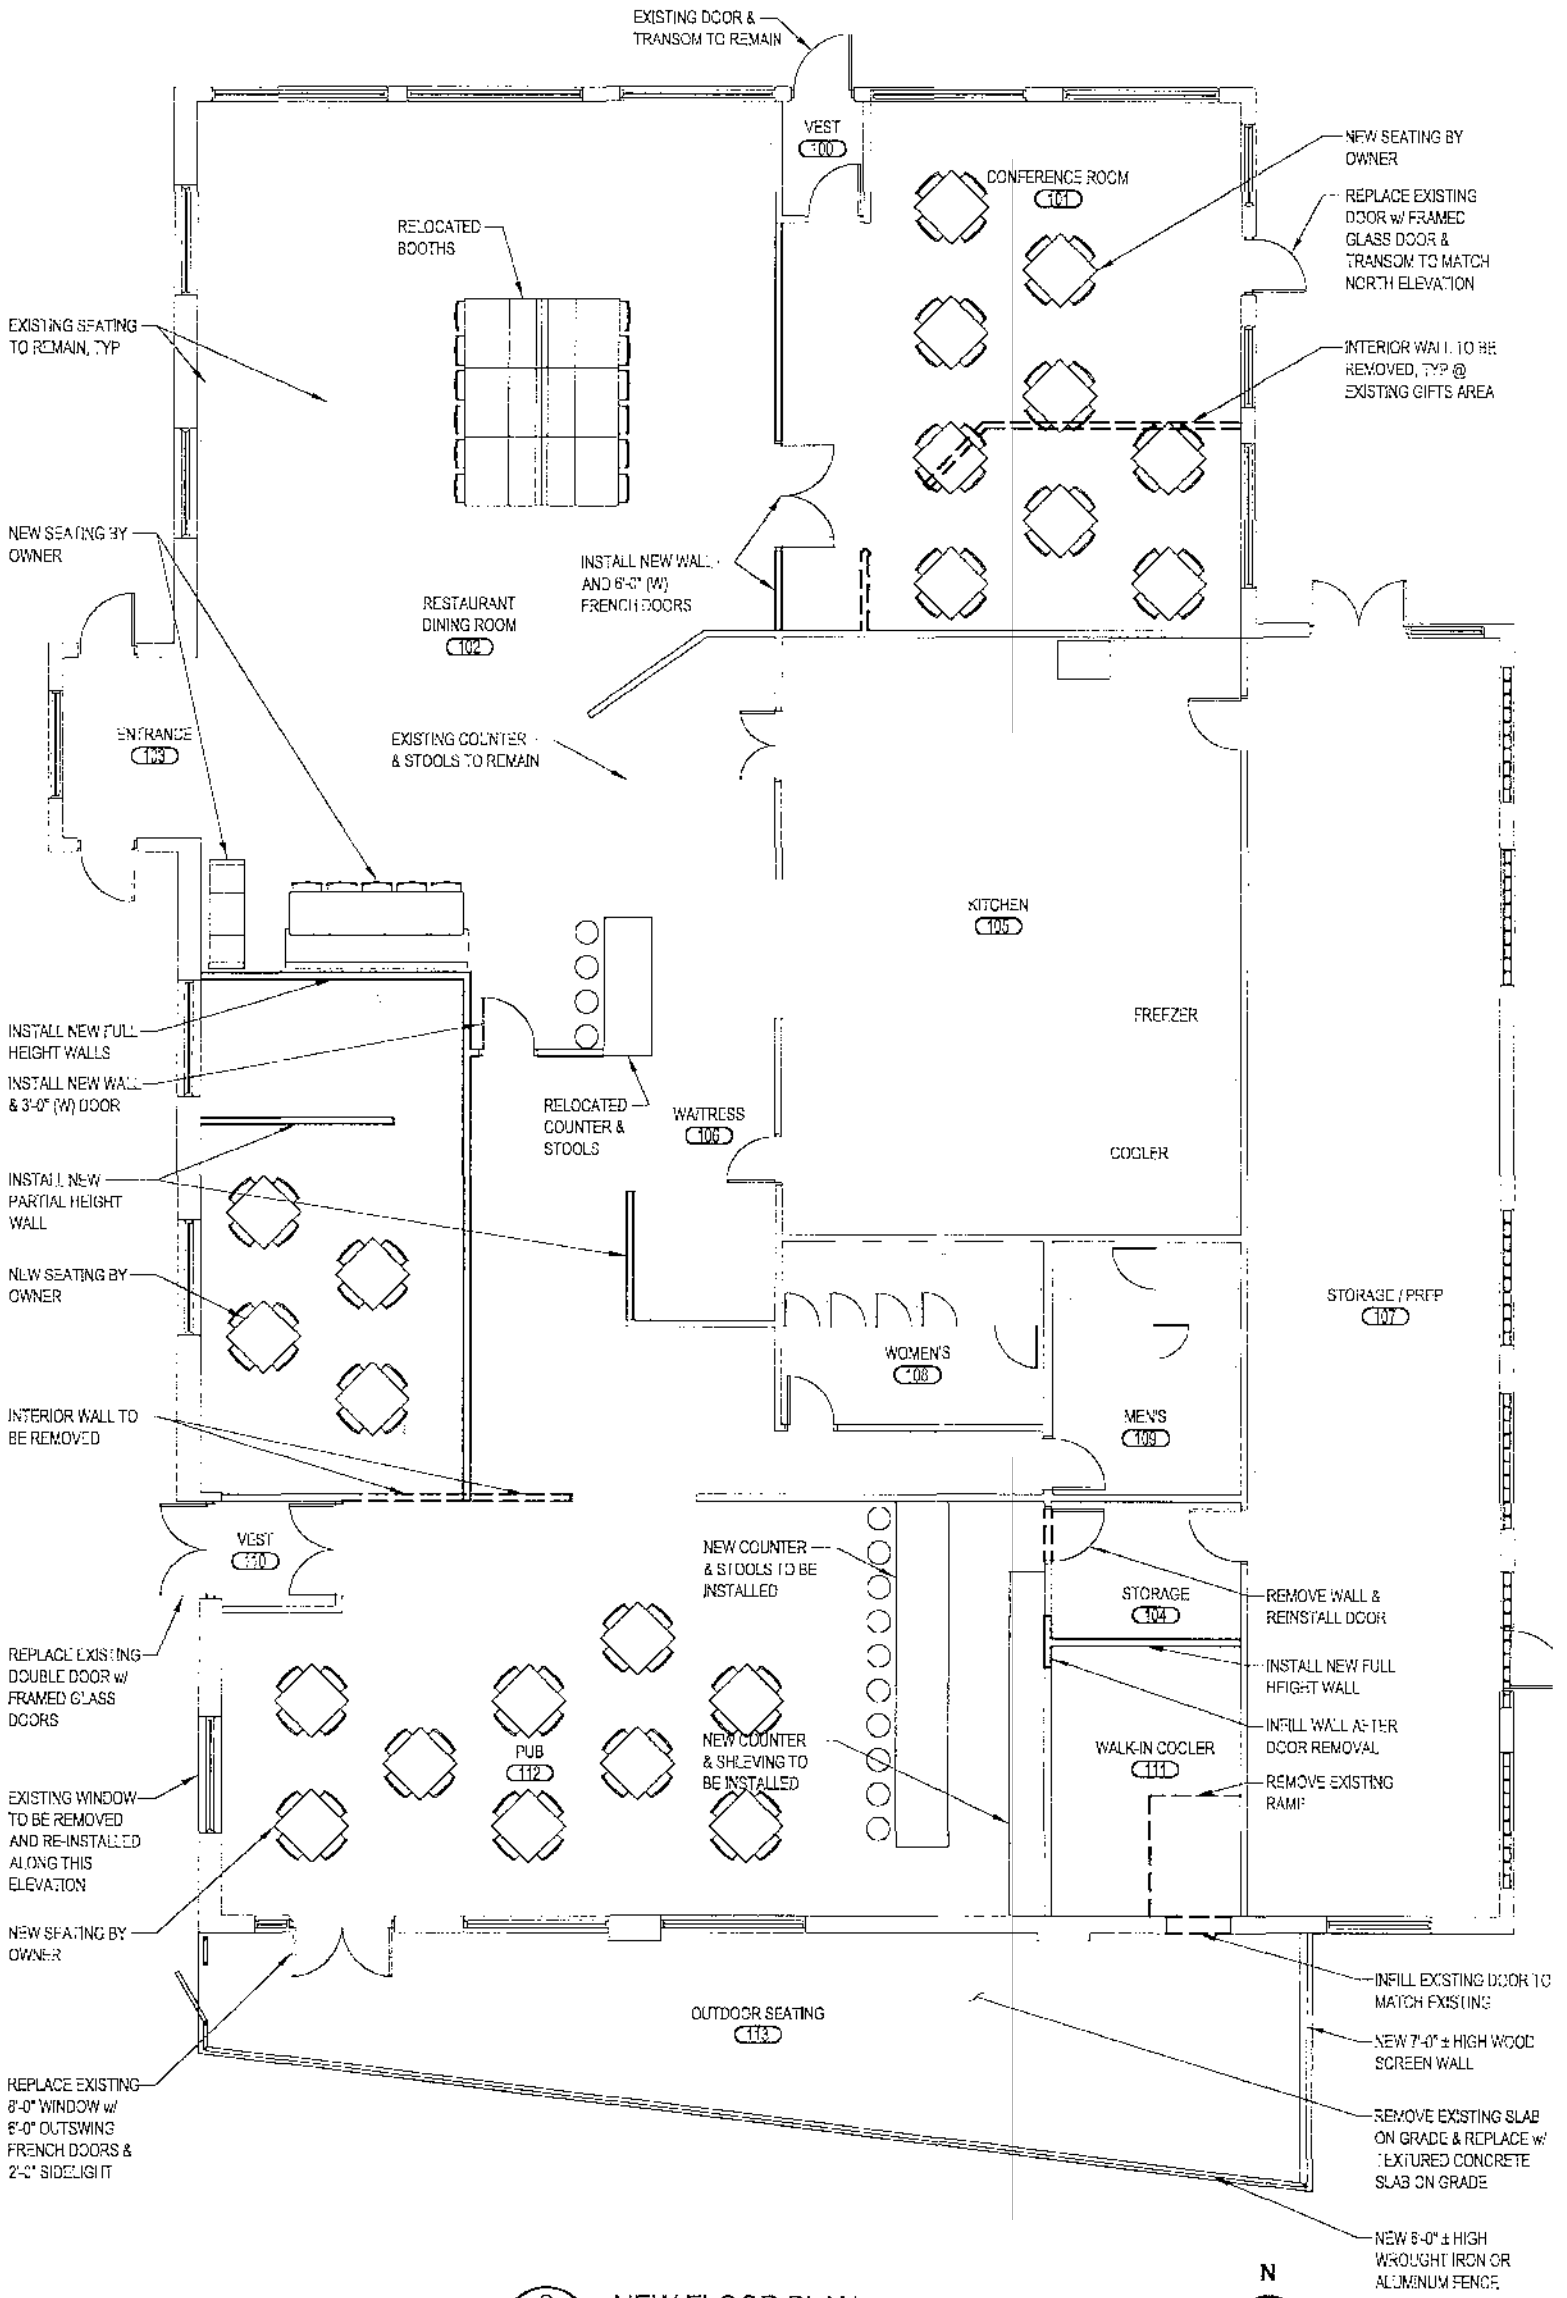 EXISTING DOOR &
TRANSOM TO REMAIN
VEST
100
NEW SEATING BY
OWNER
CONFERENCE ROOM
101
REPLACE EXISTING
DOOR w/ FRAMED
GLASS DOOR &
TRANSOM TO MATCH
NORTH ELEVATION
RELOCATED
BOOTHS
EXISTING SEATING
TO REMAIN, TYP
INTERIOR WALL TO BE
REMOVED, TYP @
EXISTING GIFTS AREA
NEW SEATING BY
OWNER
INSTALL NEW WALL
AND 6'-0" (W)
FRENCH DOORS
RESTAURANT
DINING ROOM
102
ENTRANCE
103
EXISTING COUNTER
& STOOLS TO REMAIN
KITCHEN
105
FREEZER
INSTALL NEW FULL
HEIGHT WALLS
INSTALL NEW WALL
& 3'-0" (W) DOOR
RELOCATED
COUNTER &
STOOLS
WAITRESS
106
COOLER
INSTALL NEW
PARTIAL HEIGHT
WALL
NEW SEATING BY
OWNER
STORAGE / PREP
107
WOMEN'S
108
INTERIOR WALL TO
BE REMOVED
MEN'S
109
VEST
110
NEW COUNTER
& STOOLS TO BE
INSTALLED
STORAGE
104
REMOVE WALL &
REINSTALL DOOR
REPLACE EXISTING
DOUBLE DOOR w/
FRAMED GLASS
DOORS
INSTALL NEW FULL
HEIGHT WALL
INFILL WALL AFTER
DOOR REMOVAL
PUB
112
NEW COUNTER
& SHLEVING TO
BE INSTALLED
WALK-IN COOLER
111
REMOVE EXISTING
RAMP
EXISTING WINDOW
TO BE REMOVED
AND RE-INSTALLED
ALONG THIS
ELEVATION
NEW SEATING BY
OWNER
INFILL EXISTING DOOR TO
MATCH EXISTING
OUTDOOR SEATING
113
NEW 7'-0" ± HIGH WOOD
SCREEN WALL
REPLACE EXISTING
8'-0" WINDOW w/
6'-0" OUTSWING
FRENCH DOORS &
2'-0" SIDELIGHT
REMOVE EXISTING SLAB
ON GRADE & REPLACE w/
TEXTURED CONCRETE
SLAB ON GRADE
NEW 6'-0" ± HIGH
WROUGHT IRON OR
ALUMINUM FENCE
N
NEW FLOOR PLAN